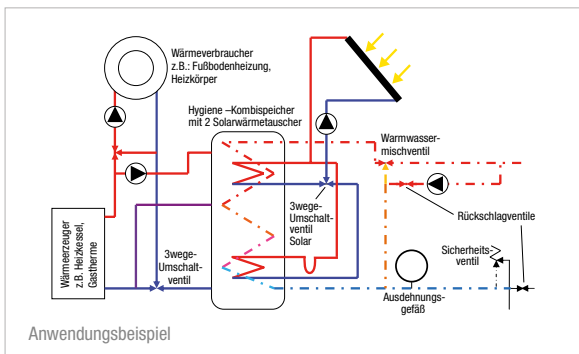 Wärmeverbraucher
z.B.: Fußbodenheizung,
Heizkörper
Hygiene –Kombispeicher
mit 2 Solarwärmetauscher
Warmwasser-
mischventil
3wege-
Umschalt-
ventil
Solar
Rückschlagventile
Wärmeerzeuger
z.B. Heizkessel,
Gastherme
3wege-
Umschalt-
ventil
Sicherheits-
ventil
Ausdehnungs-
gefäß
Anwendungsbeispiel